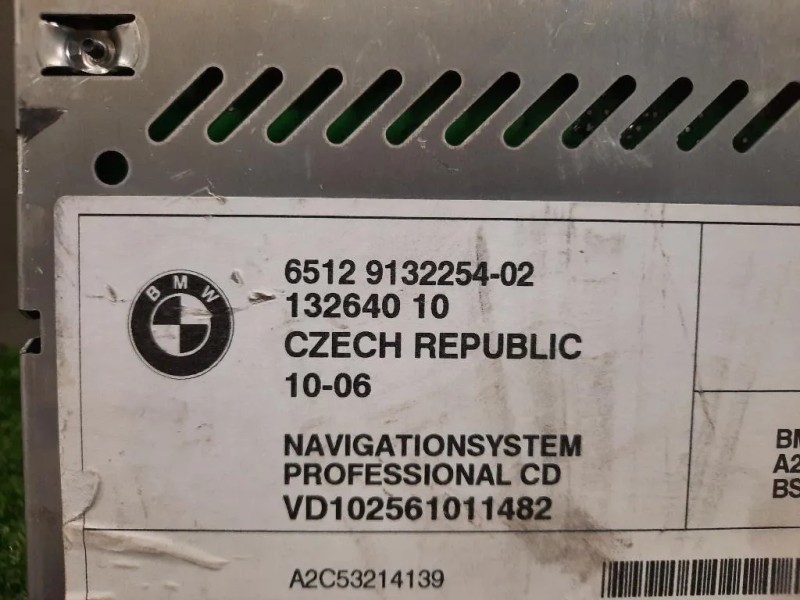 BMW
6512 9132254-02
132640 10
CZECH REPUBLIC
10-06
NAVIGATIONSYSTEM
PROFESSIONAL CD
VD102561011482
A2C53214139